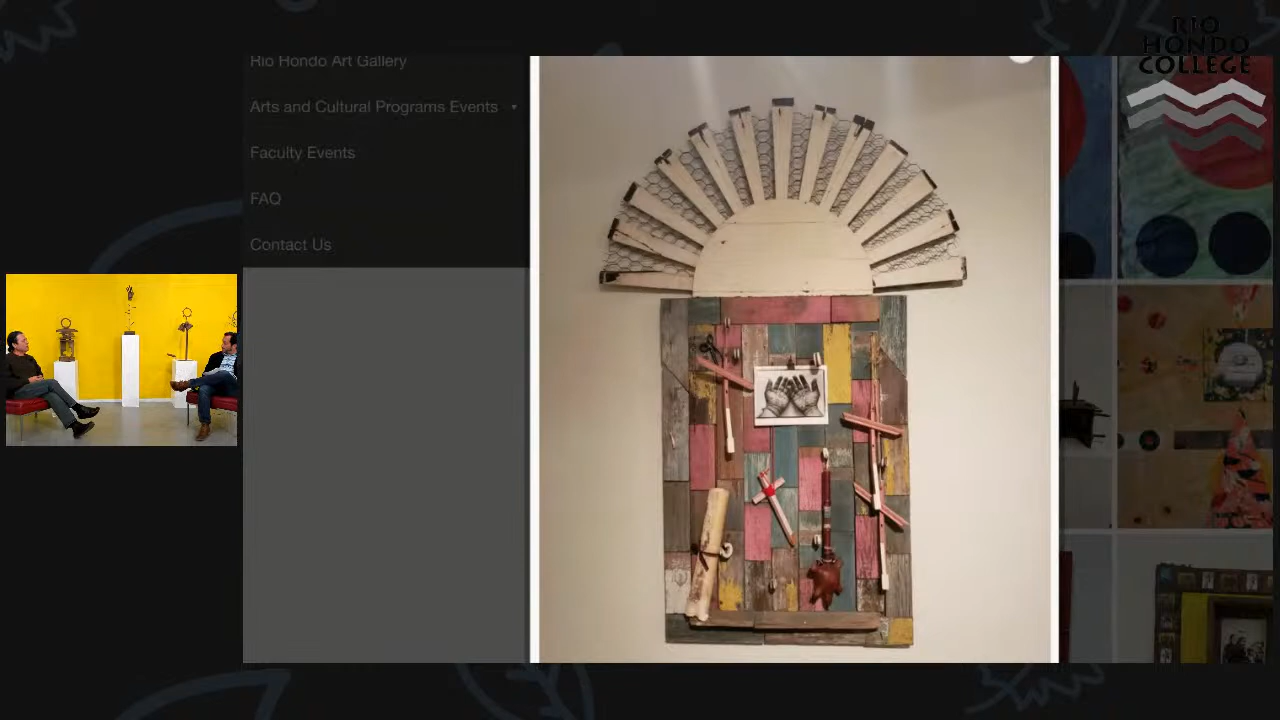 Rio Hondo Art Gallery
Arts and Cultural Programs Events
Faculty Events
FAQ
Contact Us
RIO
HONDO
COLLEGE